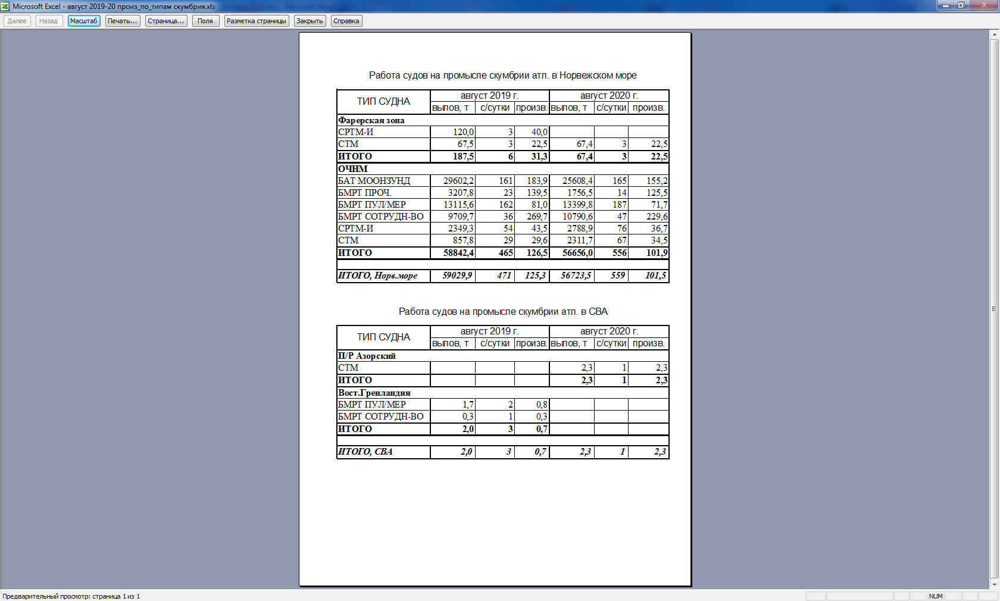 Microsoft Excel - август 2019-20 произ_по_типам скумбрия.xls
Далее Назад Масштаб Печать... Страница... Поля Разметка страницы Закрыть Справка
Работа судов на промысле скумбрии атл. в Норвежском море
ТИП СУДНА август 2019 г. август 2020 г.
вылов, т с/сутки произв. вылов, т с/сутки произв.
Фарерская зона
СРТМ-И 120,0 3 40,0
СТМ 67,5 3 22,5 67,4 3 22,5
ИТОГО 187,5 6 31,3 67,4 3 22,5
ОЧНМ
БАТ МООНЗУНД 29602,2 161 183,9 25608,4 165 155,2
БМРТ ПРОЧ. 3207,8 23 139,5 1756,5 14 125,5
БМРТ ПУЛ/МЕР 13115,6 162 81,0 13399,8 187 71,7
БМРТ СОТРУДН-ВО 9709,7 36 269,7 10790,6 47 229,6
СРТМ-И 2349,3 54 43,5 2788,9 76 36,7
СТМ 857,8 29 29,6 2311,7 67 34,5
ИТОГО 58842,4 465 126,5 56656,0 556 101,9
ИТОГО, Норв.море 59029,9 471 125,3 56723,5 559 101,5
Работа судов на промысле скумбрии атл. в СВА
ТИП СУДНА август 2019 г. август 2020 г.
вылов, т с/сутки произв. вылов, т с/сутки произв.
П/Р Азорский
СТМ 2,3 1 2,3
ИТОГО 2,3 1 2,3
Вост.Гренландия
БМРТ ПУЛ/МЕР 1,7 2 0,8
БМРТ СОТРУДН-ВО 0,3 1 0,3
ИТОГО 2,0 3 0,7
ИТОГО, СВА 2,0 3 0,7 2,3 1 2,3
Предварительный просмотр: страница 1 из 1 NUM